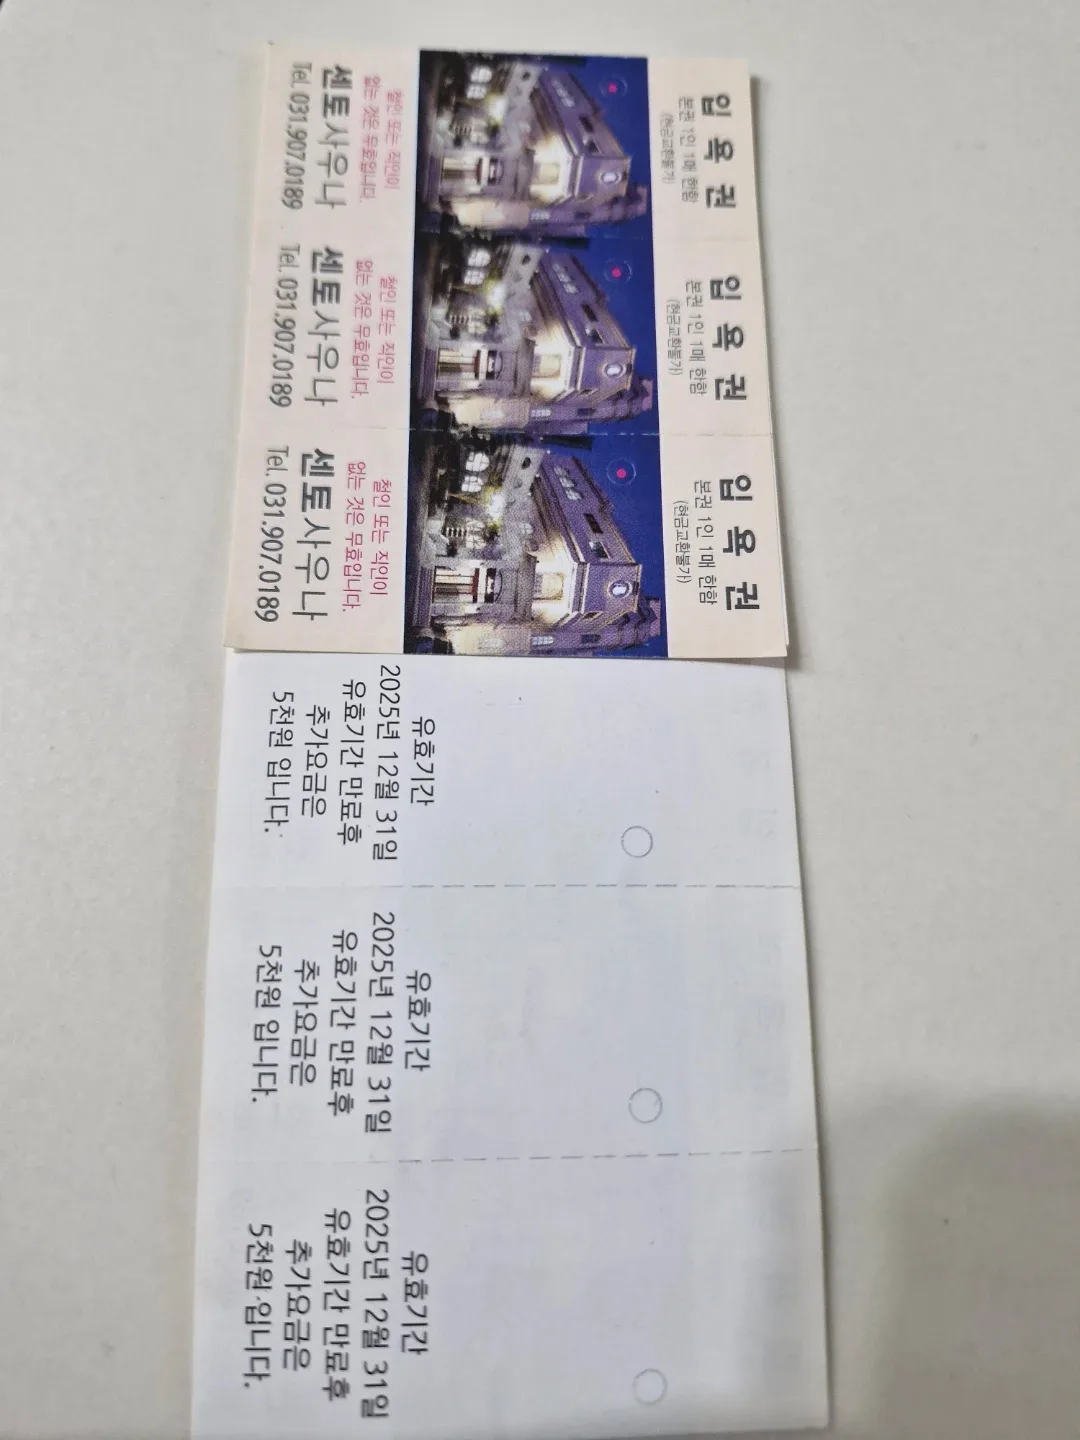 입욕권
본권 1인 1매 한함
(현금교환불가)
철인 또는 직인이
없는 것은 무효입니다.
센토사우나
Tel. 031.907.0189
입욕권
본권 1인 1매 한함
(현금교환불가)
철인 또는 직인이
없는 것은 무효입니다.
센토사우나
Tel. 031.907.0189
입욕권
본권 1인 1매 한함
(현금교환불가)
철인 또는 직인이
없는 것은 무효입니다.
센토사우나
Tel. 031.907.0189
유효기간
2025년 12월 31일
유효기간 만료후
추가요금은
5천원 입니다.
유효기간
2025년 12월 31일
유효기간 만료후
추가요금은
5천원 입니다.
유효기간
2025년 12월 31일
유효기간 만료후
추가요금은
5천원 입니다.